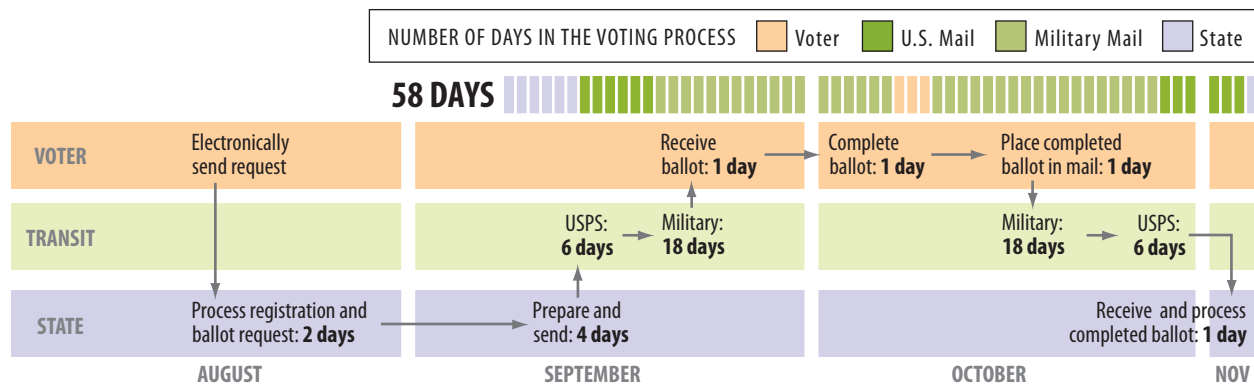 NUMBER OF DAYS IN THE VOTING PROCESS Voter U.S. Mail Military Mail State
58 DAYS
VOTER
Electronically
send request
Receive
ballot: 1 day
Complete
ballot: 1 day
Place completed
ballot in mail: 1 day
TRANSIT
USPS:
6 days
Military:
18 days
Military:
18 days
USPS:
6 days
STATE
Process registration and
ballot request: 2 days
Prepare and
send: 4 days
Receive and process
completed ballot: 1 day
AUGUST SEPTEMBER OCTOBER NOV